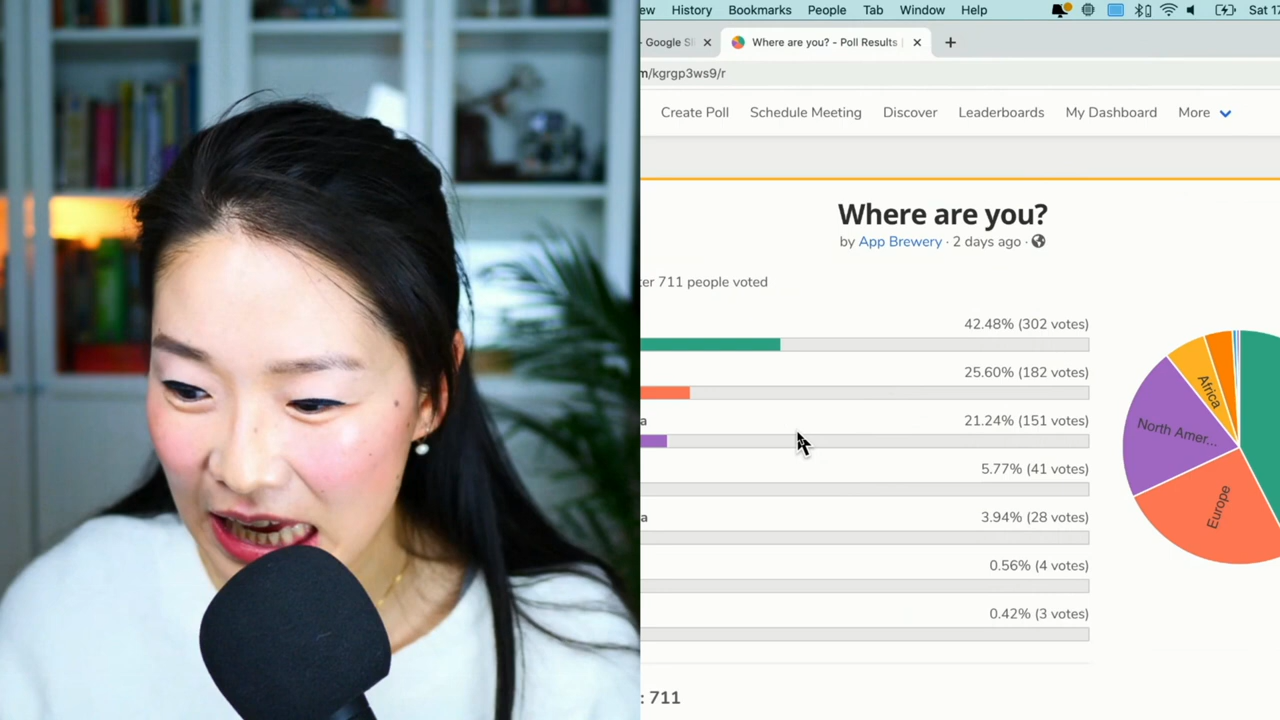 ew History Bookmarks People Tab Window Help Sat 17
- Google Sl Where are you? - Poll Results |
m/kgrgp3ws9/r
Create Poll Schedule Meeting Discover Leaderboards My Dashboard More
Where are you?
by App Brewery · 2 days ago ·
ter 711 people voted
42.48% (302 votes)
25.60% (182 votes)
a 21.24% (151 votes)
5.77% (41 votes)
a 3.94% (28 votes)
0.56% (4 votes)
0.42% (3 votes)
: 711
Africa
North Amer...
Europe